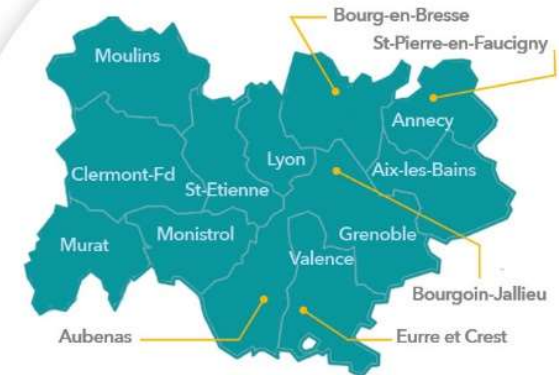 Bourg-en-Bresse
St-Pierre-en-Faucigny
Moulins
Annecy
Lyon
Aix-les-Bains
Clermont-Fd
St-Etienne
Monistrol
Grenoble
Murat
Valence
Bourgoin-Jallieu
Aubenas
Eurre et Crest